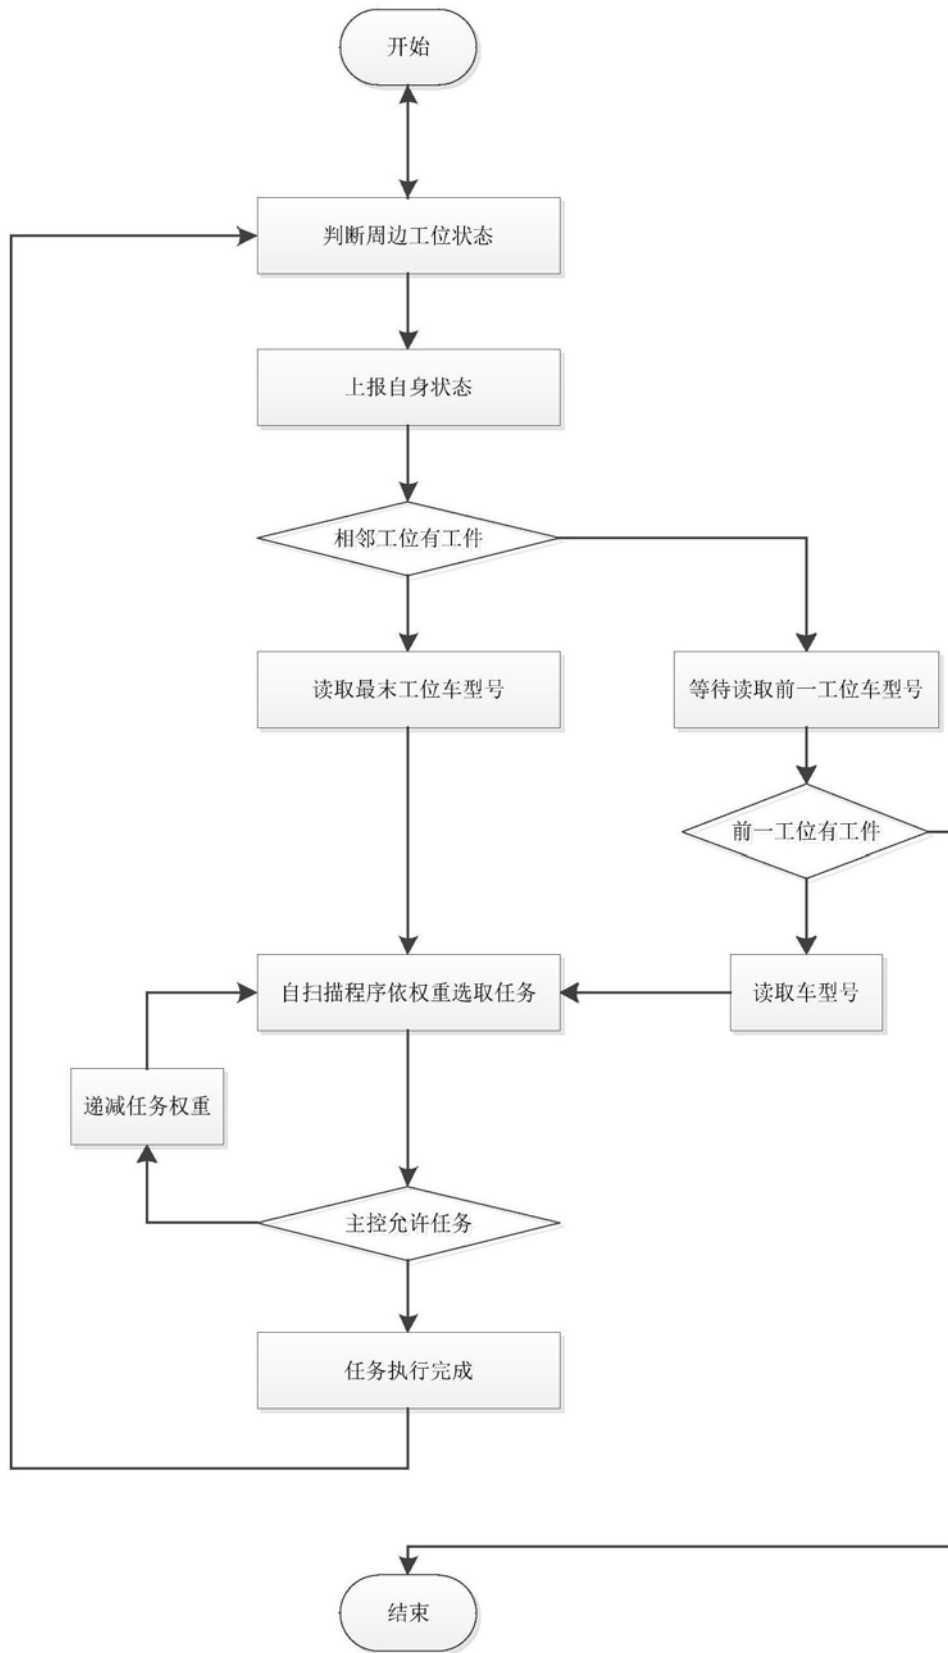 开始
判断周边工位状态
上报自身状态
相邻工位有工件
读取最末工位车型号
等待读取前一工位车型号
前一工位有工件
自扫描程序依权重选取任务
读取车型号
递减任务权重
主控允许任务
任务执行完成
结束